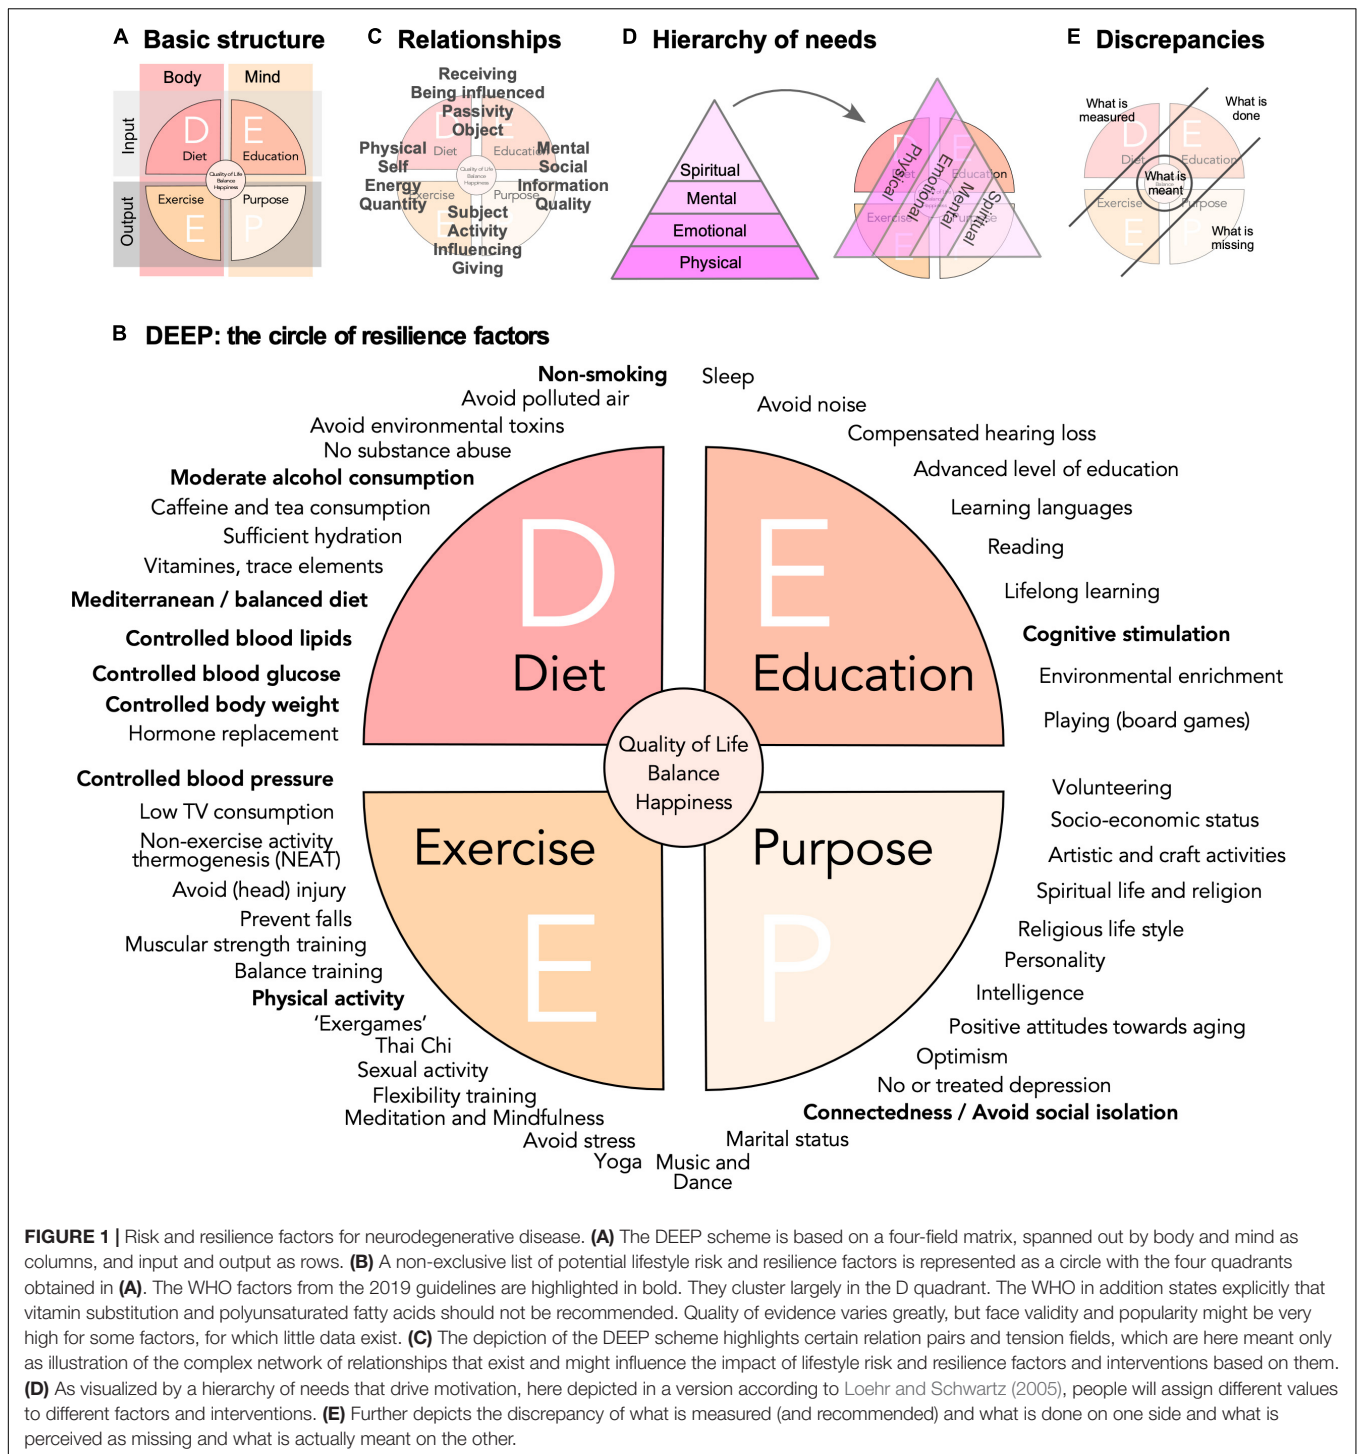 A Basic structure
Body Mind
Input
Output
D
Diet
E
Education
Exercise
E
Purpose
P
Quality of Life
Balance
Happiness
C Relationships
Receiving
Being influenced
Passivity
Object
Physical
Self
Energy
Quantity
Mental
Social
Information
Quality
Subject
Activity
Influencing
Giving
D
Diet
Education
Exercise
Purpose
Quality of Life
Balance
Happiness
D Hierarchy of needs
Spiritual
Mental
Emotional
Physical
Physical
Emotional
Mental
Spiritual
Education
Exercise
E
E Discrepancies
What is
measured
What is
done
What is
meant
What is
missing
D
Diet
E
Education
Exercise
E
Purpose
P
B DEEP: the circle of resilience factors
Non-smoking
Avoid polluted air
Avoid environmental toxins
No substance abuse
Moderate alcohol consumption
Caffeine and tea consumption
Sufficient hydration
Vitamines, trace elements
Mediterranean / balanced diet
Controlled blood lipids
Controlled blood glucose
Controlled body weight
Hormone replacement
Sleep
Avoid noise
Compensated hearing loss
Advanced level of education
Learning languages
Reading
Lifelong learning
Cognitive stimulation
Environmental enrichment
Playing (board games)
D
Diet
E
Education
Quality of Life
Balance
Happiness
Exercise
E
Purpose
P
Controlled blood pressure
Low TV consumption
Non-exercise activity
thermogenesis (NEAT)
Avoid (head) injury
Prevent falls
Muscular strength training
Balance training
Physical activity
‘Exergames’
Thai Chi
Sexual activity
Flexibility training
Meditation and Mindfulness
Avoid stress
Yoga
Volunteering
Socio-economic status
Artistic and craft activities
Spiritual life and religion
Religious life style
Personality
Intelligence
Positive attitudes towards aging
Optimism
No or treated depression
Connectedness / Avoid social isolation
Marital status
Music and
Dance
FIGURE 1 | Risk and resilience factors for neurodegenerative disease. (A) The DEEP scheme is based on a four-field matrix, spanned out by body and mind as
columns, and input and output as rows. (B) A non-exclusive list of potential lifestyle risk and resilience factors is represented as a circle with the four quadrants
obtained in (A). The WHO factors from the 2019 guidelines are highlighted in bold. They cluster largely in the D quadrant. The WHO in addition states explicitly that
vitamin substitution and polyunsaturated fatty acids should not be recommended. Quality of evidence varies greatly, but face validity and popularity might be very
high for some factors, for which little data exist. (C) The depiction of the DEEP scheme highlights certain relation pairs and tension fields, which are here meant only
as illustration of the complex network of relationships that exist and might influence the impact of lifestyle risk and resilience factors and interventions based on them.
(D) As visualized by a hierarchy of needs that drive motivation, here depicted in a version according to Loehr and Schwartz (2005), people will assign different values
to different factors and interventions. (E) Further depicts the discrepancy of what is measured (and recommended) and what is done on one side and what is
perceived as missing and what is actually meant on the other.